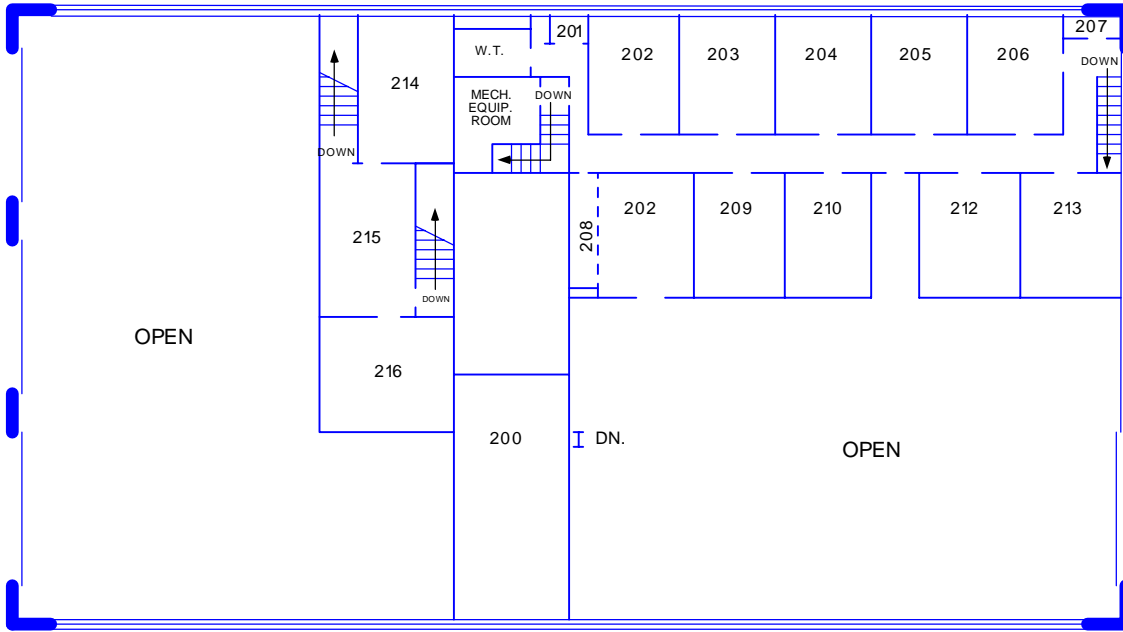 201
207
W.T.
202
203
204
205
206
214
DOWN
MECH.
EQUIP.
ROOM
DOWN
DOWN
202
209
210
212
213
208
215
DOWN
OPEN
216
200
DN.
OPEN